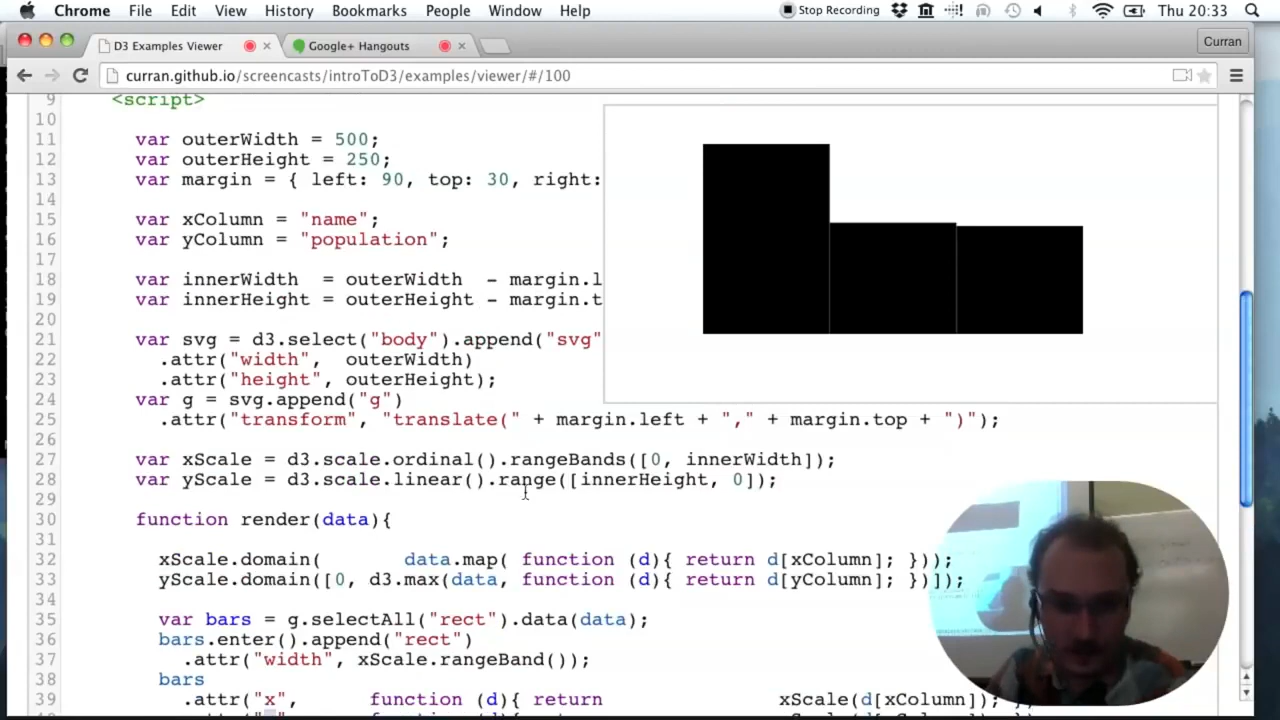 Chrome File Edit View History Bookmarks People Window Help Stop Recording Thu 20:33
D3 Examples Viewer × Google+ Hangouts × Curran
curran.github.io/screencasts/introToD3/examples/viewer/#/100
9 <script>
10
11 var outerWidth = 500;
12 var outerHeight = 250;
13 var margin = { left: 90, top: 30, right:
14
15 var xColumn = "name";
16 var yColumn = "population";
17
18 var innerWidth  = outerWidth  - margin.l
19 var innerHeight = outerHeight - margin.t
20
21 var svg = d3.select("body").append("svg"
22 .attr("width",  outerWidth)
23 .attr("height", outerHeight);
24 var g = svg.append("g")
25 .attr("transform", "translate(" + margin.left + "," + margin.top + ")");
26
27 var xScale = d3.scale.ordinal().rangeBands([0, innerWidth]);
28 var yScale = d3.scale.linear().range([innerHeight, 0]);
29
30 function render(data){
31
32 xScale.domain(       data.map( function (d){ return d[xColumn]; }));
33 yScale.domain([0, d3.max(data, function (d){ return d[yColumn]; })]);
34
35 var bars = g.selectAll("rect").data(data);
36 bars.enter().append("rect")
37 .attr("width", xScale.rangeBand());
38 bars
39 .attr("x",      function (d){ return               xScale(d[xColumn]); })